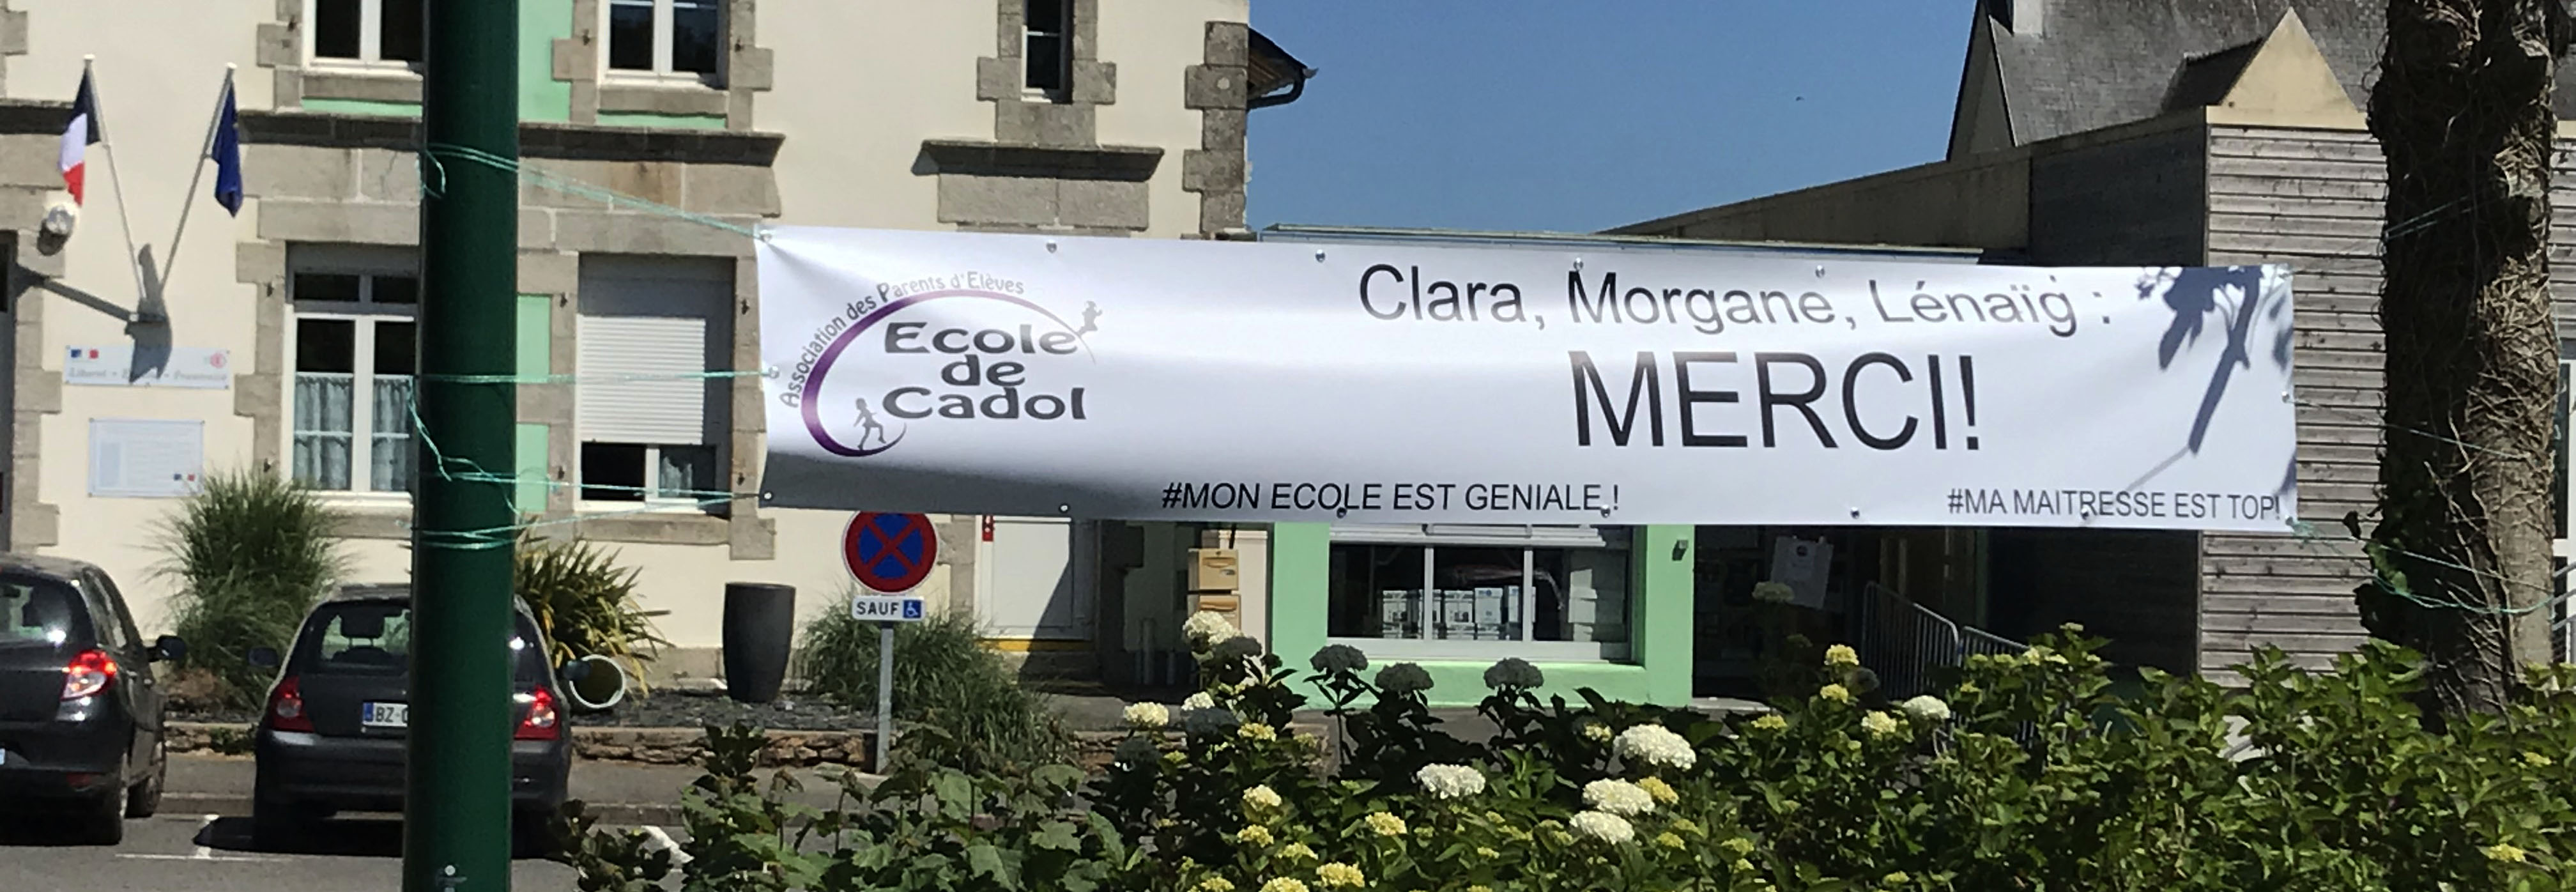 Association des Parents d'Elèves
Ecole
de
Cadol
Clara, Morgane, Lénaïg :
MERCI!
#MON ECOLE EST GENIALE !
#MA MAITRESSE EST TOP!
SAUF
BZ-